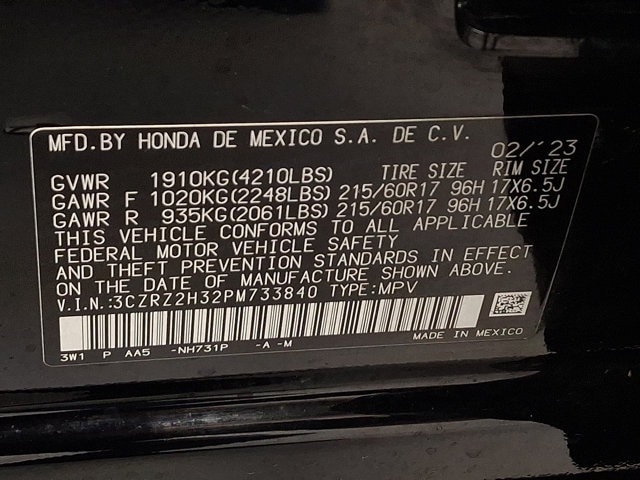 MFD.BY HONDA DE MEXICO S.A. DE C.V. 02/'23
GVWR 1910KG(4210LBS) TIRE SIZE RIM SIZE
GAWR F 1020KG(2248LBS) 215/60R17 96H 17X6.5J
GAWR R 935KG(2061LBS) 215/60R17 96H 17X6.5J
THIS VEHICLE CONFORMS TO ALL APPLICABLE
FEDERAL MOTOR VEHICLE SAFETY
AND THEFT PREVENTION STANDARDS IN EFFECT
ON THE DATE OF MANUFACTURE SHOWN ABOVE.
V.I.N.:3CZRZ2H32PM733840 TYPE:MPV
MADE IN MEXICO
3W1 P AA5 -NH731P -A -M